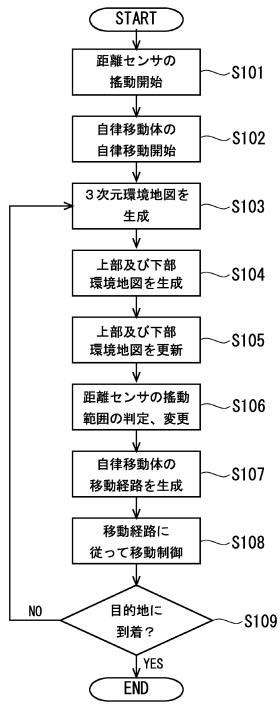 START
距離センサの
搖動開始
S101
自律移動体の
自律移動開始
S102
3次元環境地図を
生成
S103
上部及び下部
環境地図を生成
S104
上部及び下部
環境地図を更新
S105
距離センサの搖動
範囲の判定、変更
S106
自律移動体の
移動経路を生成
S107
移動経路に
従って移動制御
S108
目的地に
到着?
S109
NO
YES
END